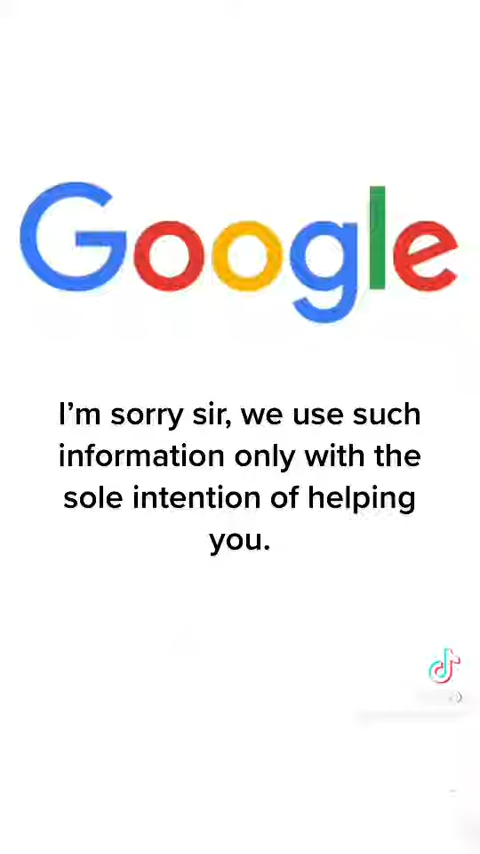 Google
I’m sorry sir, we use such
information only with the
sole intention of helping
you.